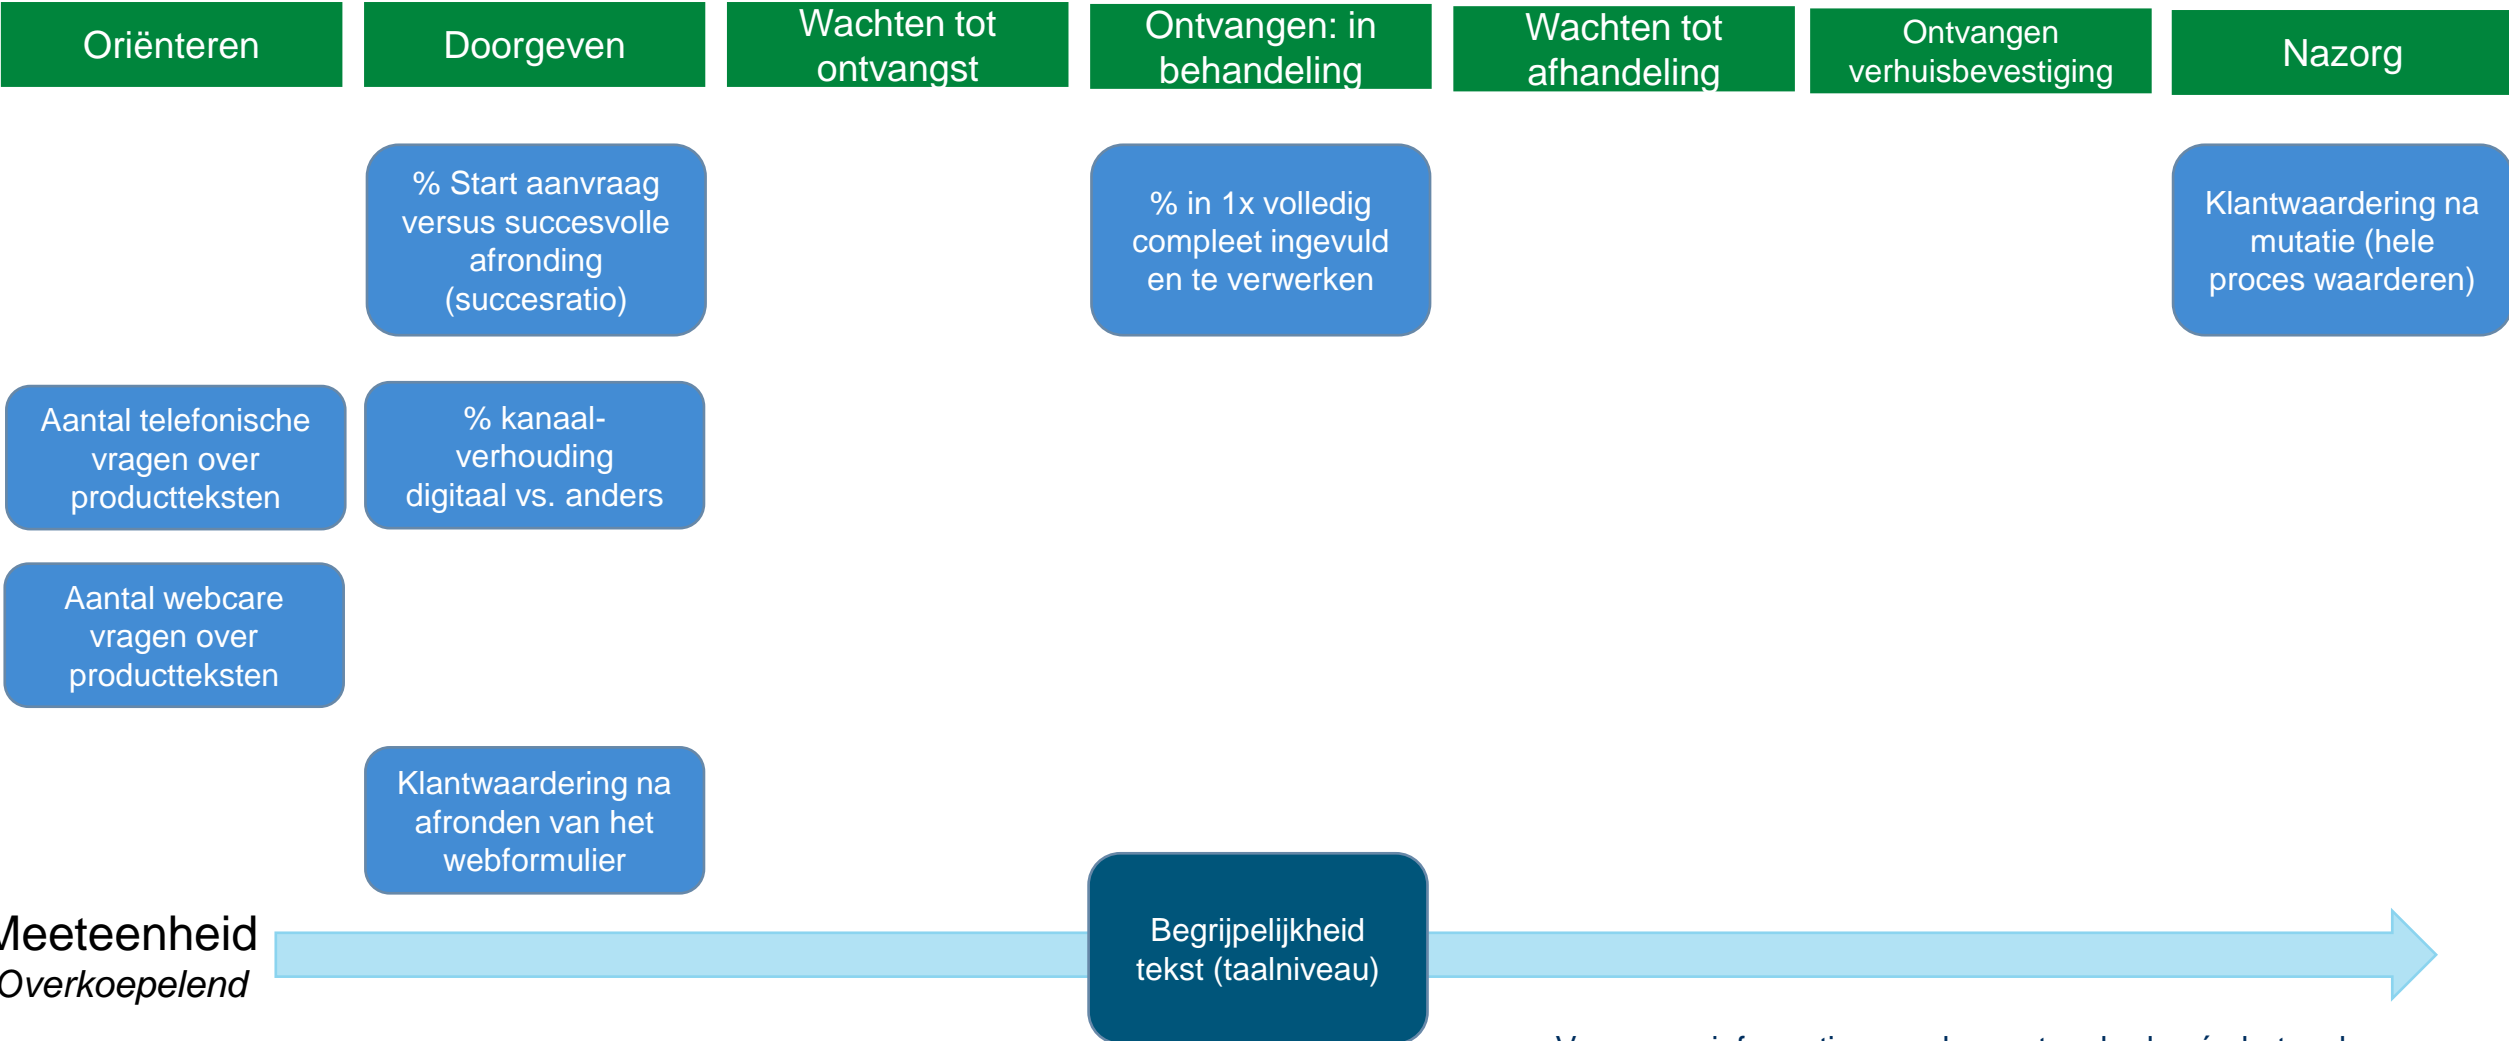 Oriënteren
Doorgeven
Wachten tot
ontvangst
Ontvangen: in
behandeling
Wachten tot
afhandeling
Ontvangen
verhuisbevestiging
Nazorg
% Start aanvraag
versus succesvolle
afronding
(succesratio)
% in 1x volledig
compleet ingevuld
en te verwerken
Klantwaardering na
mutatie (hele
proces waarderen)
Aantal telefonische
vragen over
productteksten
% kanaal-
verhouding
digitaal vs. anders
Aantal webcare
vragen over
productteksten
Klantwaardering na
afronden van het
webformulier
Meeteenheid
Overkoepelend
Begrijpelijkheid
tekst (taalniveau)